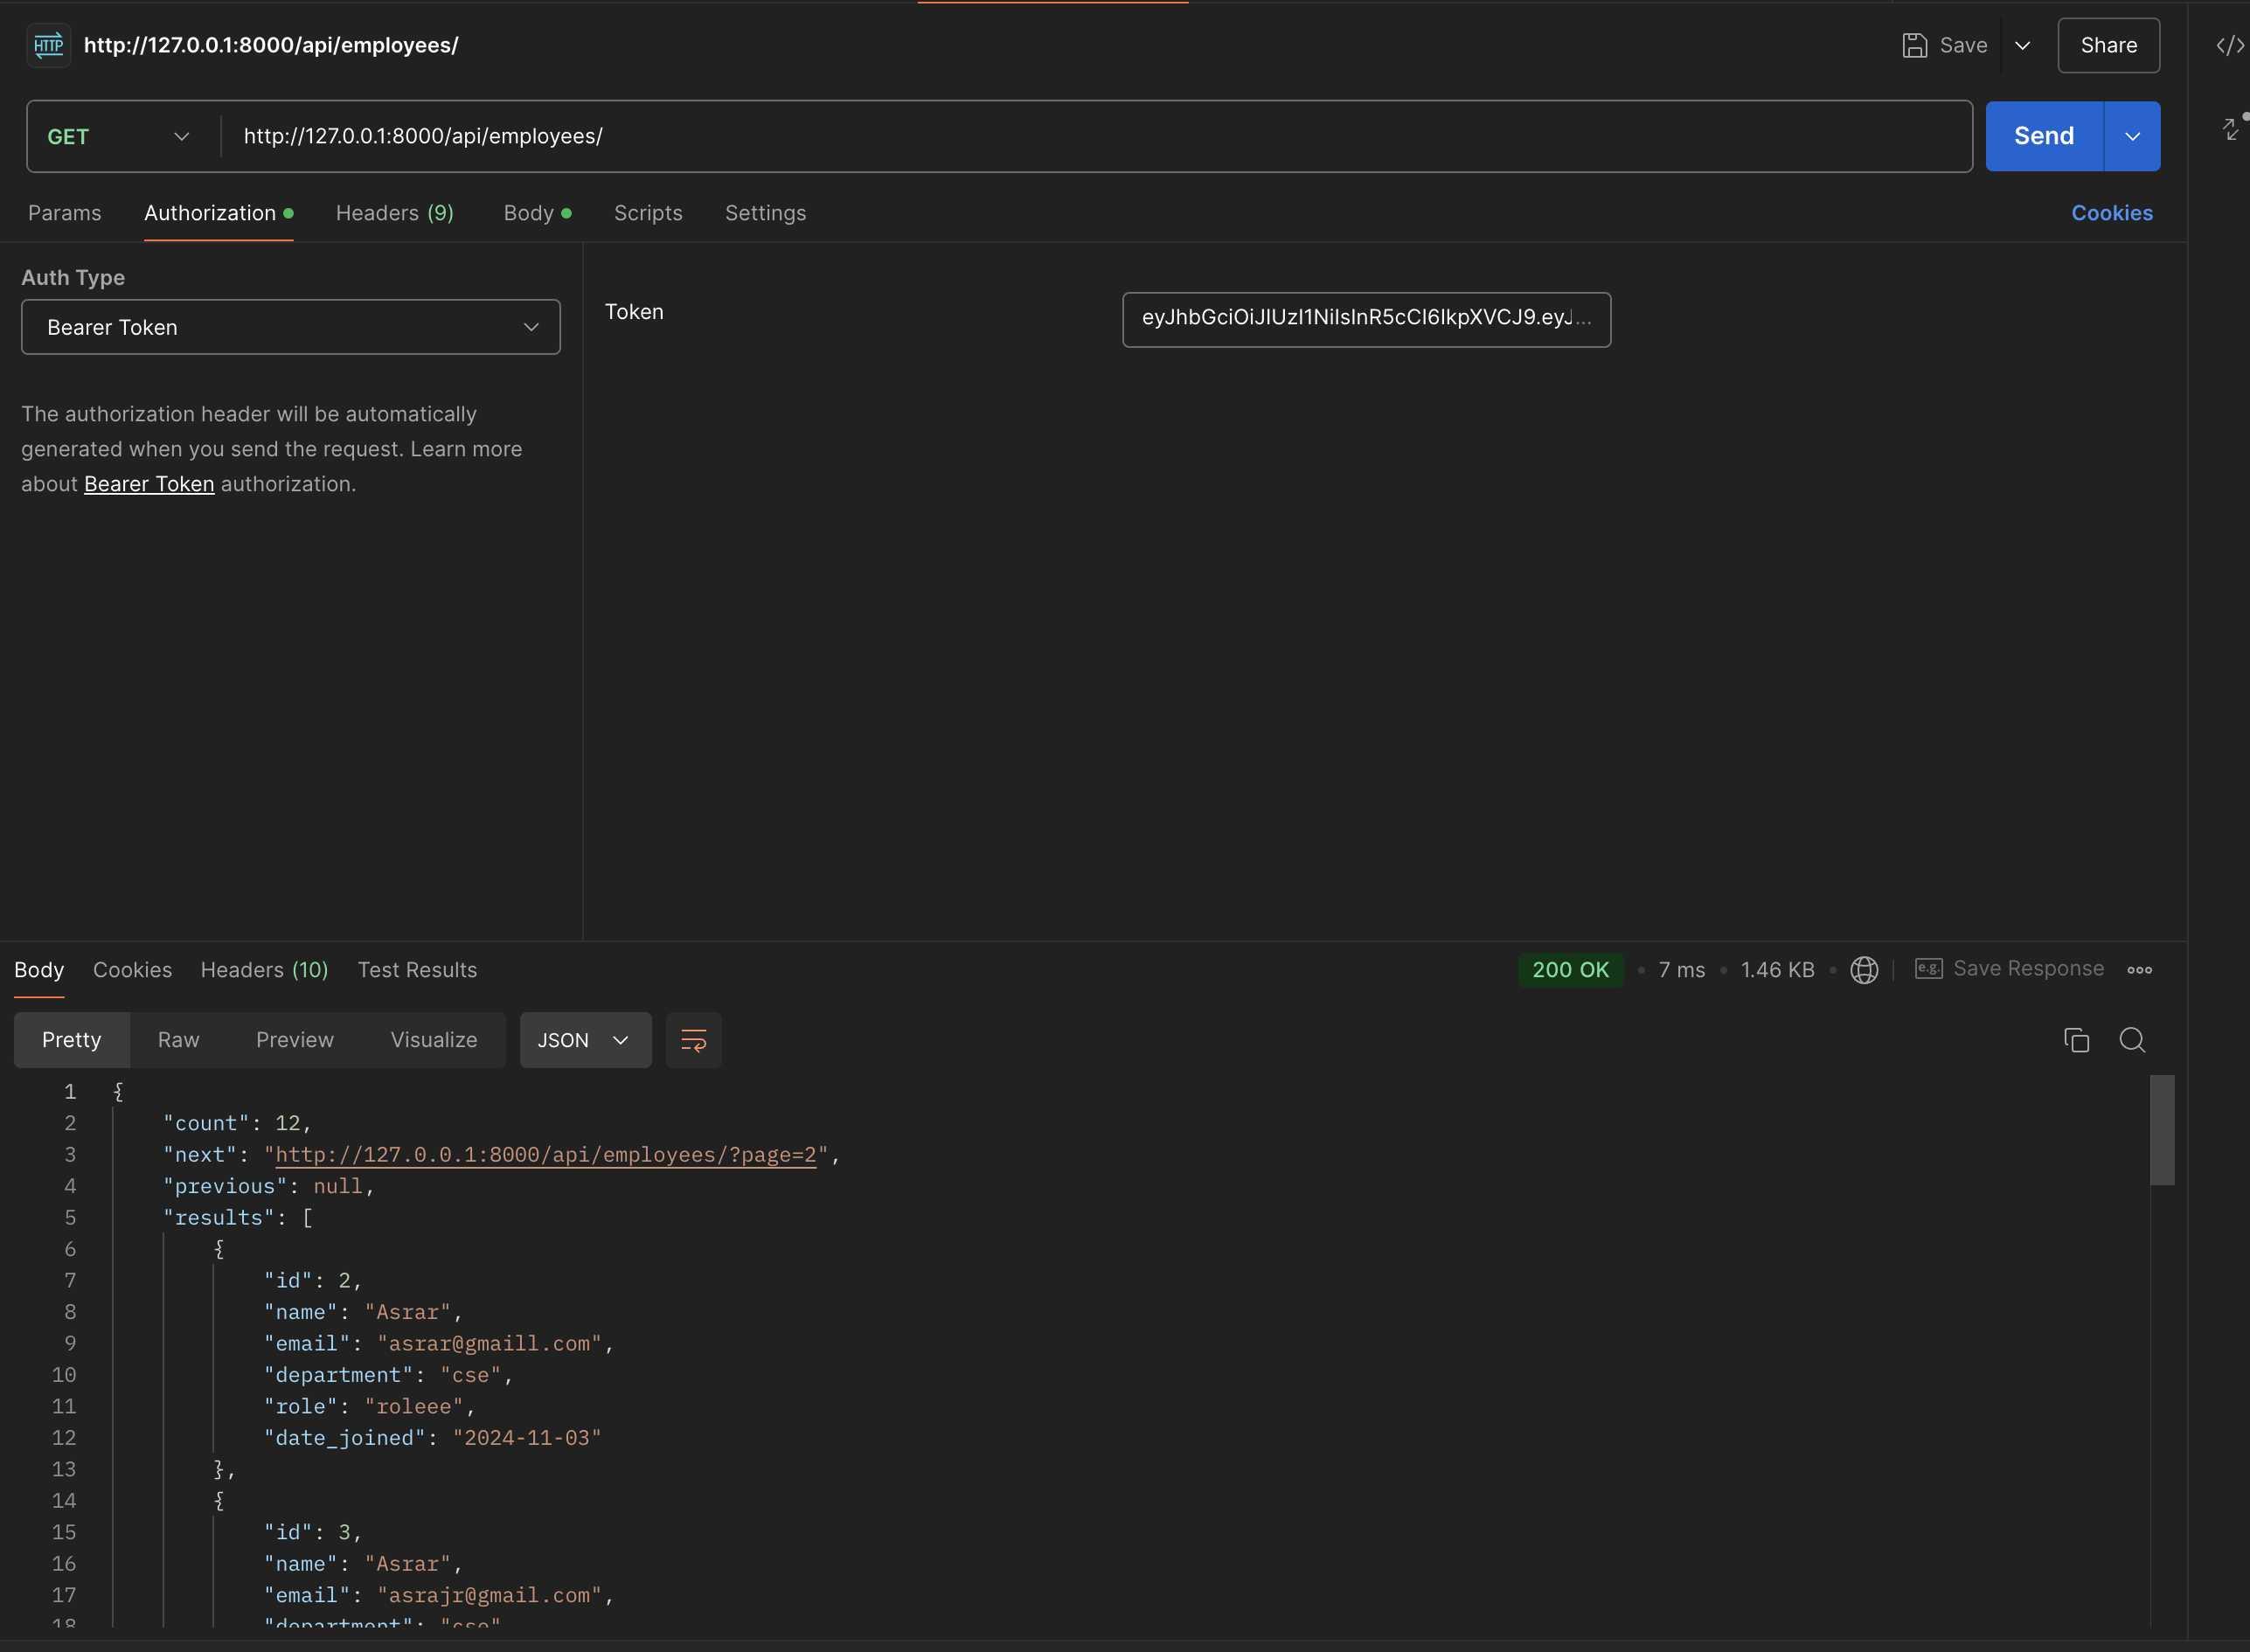 HTTP http://127.0.0.1:8000/api/employees/ Save Share
GET http://127.0.0.1:8000/api/employees/ Send
Params Authorization Headers (9) Body Scripts Settings Cookies
Auth Type
Bearer Token
Token eyJhbGciOiJIUzI1NiIsInR5cCI6IkpXVCJ9.eyJ...
The authorization header will be automatically
generated when you send the request. Learn more
about Bearer Token authorization.
Body Cookies Headers (10) Test Results 200 OK • 7 ms • 1.46 KB • e.g. Save Response
Pretty Raw Preview Visualize JSON
1 {
2 "count": 12,
3 "next": "http://127.0.0.1:8000/api/employees/?page=2",
4 "previous": null,
5 "results": [
6 {
7 "id": 2,
8 "name": "Asrar",
9 "email": "asrar@gmaill.com",
10 "department": "cse",
11 "role": "roleee",
12 "date_joined": "2024-11-03"
13 },
14 {
15 "id": 3,
16 "name": "Asrar",
17 "email": "asrajr@gmaill.com",
18 "department": "cse"